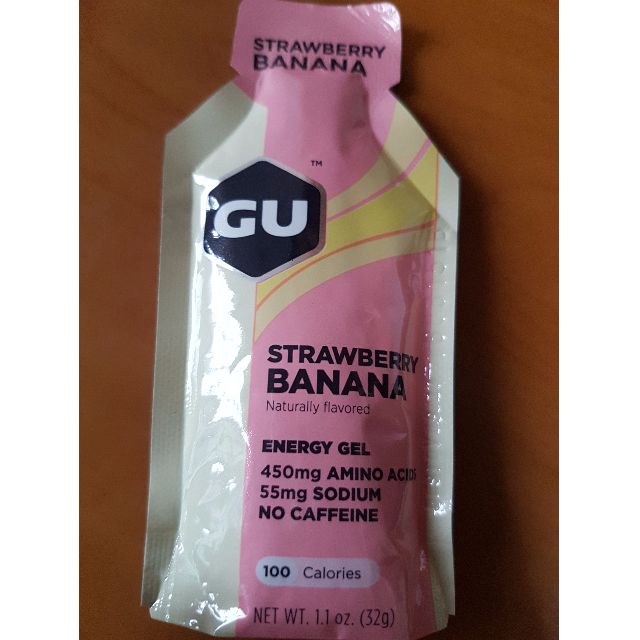 STRAWBERRY
BANANA
™
GU
STRAWBERRY
BANANA
Naturally flavored
ENERGY GEL
450mg AMINO ACIDS
55mg SODIUM
NO CAFFEINE
100 Calories
NET WT. 1.1 oz. (32g)